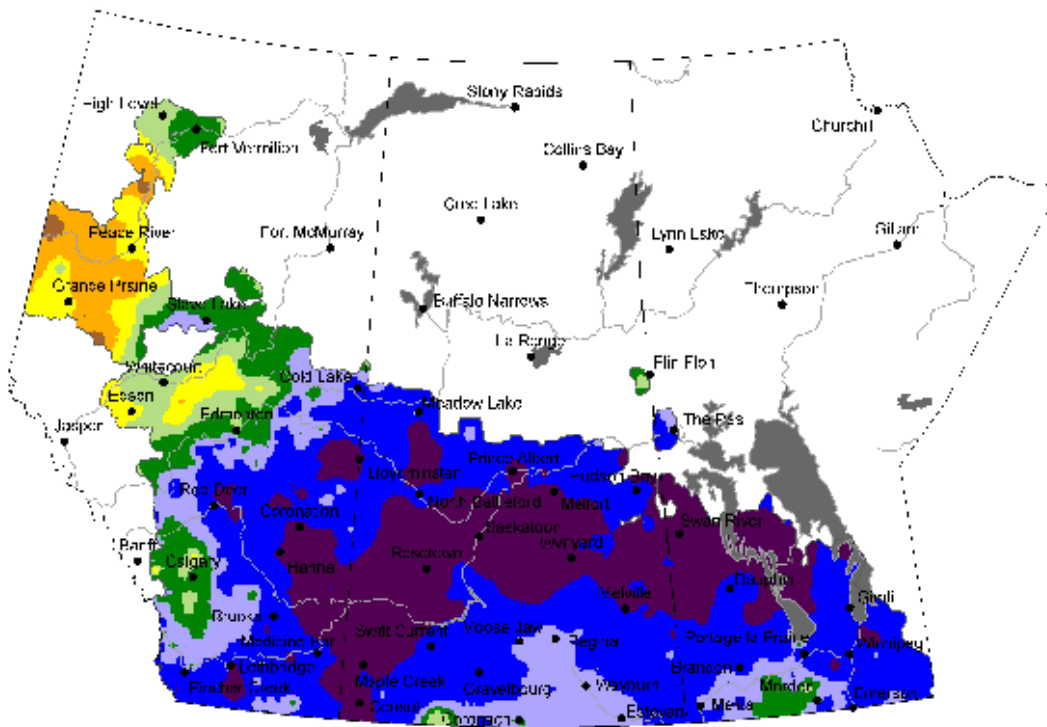 Stony Rapids
High Level
Churchill
Fort Vermilion
Collins Bay
Cree Lake
Peace River
Fort McMurray
Lynn Lake
Gillam
Grande Prairie
Slave Lake
Buffalo Narrows
Thompson
La Ronge
Flin Flon
Whitecourt
Cold Lake
Edson
Meadow Lake
Jasper
Edmonton
The Pas
Lloydminster
Prince Albert
Hudson Bay
Red Deer
North Battleford
Melfort
Coronation
Saskatoon
Swan River
Banff
Calgary
Hanna
Rosetown
Wynyard
Dauphin
Brooks
Melville
Gimli
Medicine Hat
Swift Current
Moose Jaw
Regina
Portage la Prairie
Winnipeg
Lethbridge
Pincher Creek
Maple Creek
Gravelbourg
Weyburn
Brandon
Morden
Consul
Coronach
Estevan
Melita
Emerson